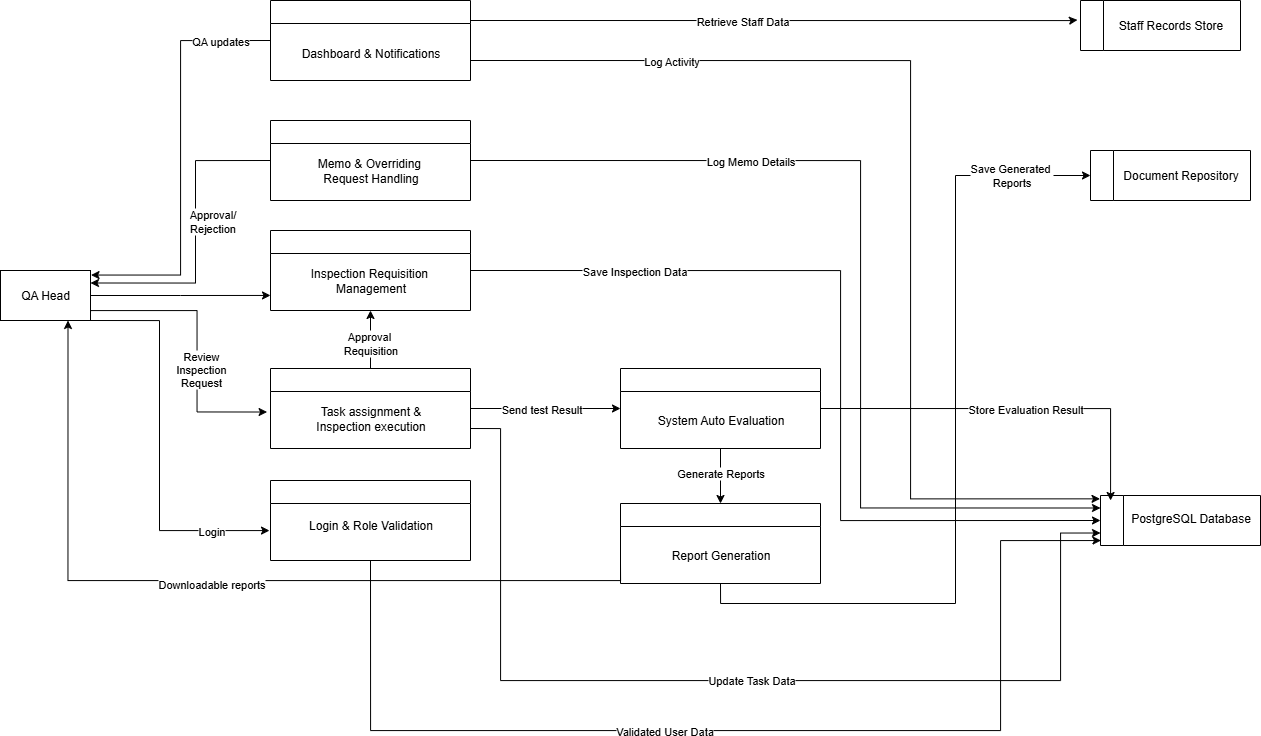 Retrieve Staff Data
Staff Records Store
QA updates
Dashboard & Notifications
Log Activity
Memo & Overriding
Request Handling
Log Memo Details
Save Generated
Reports
Document Repository
Approval/
Rejection
Inspection Requisition
Management
Save Inspection Data
QA Head
Approval
Requisition
Review
Inspection
Request
Task assignment &
Inspection execution
Send test Result
System Auto Evaluation
Store Evaluation Result
Generate Reports
Login & Role Validation
Login
PostgreSQL Database
Report Generation
Downloadable reports
Update Task Data
Validated User Data